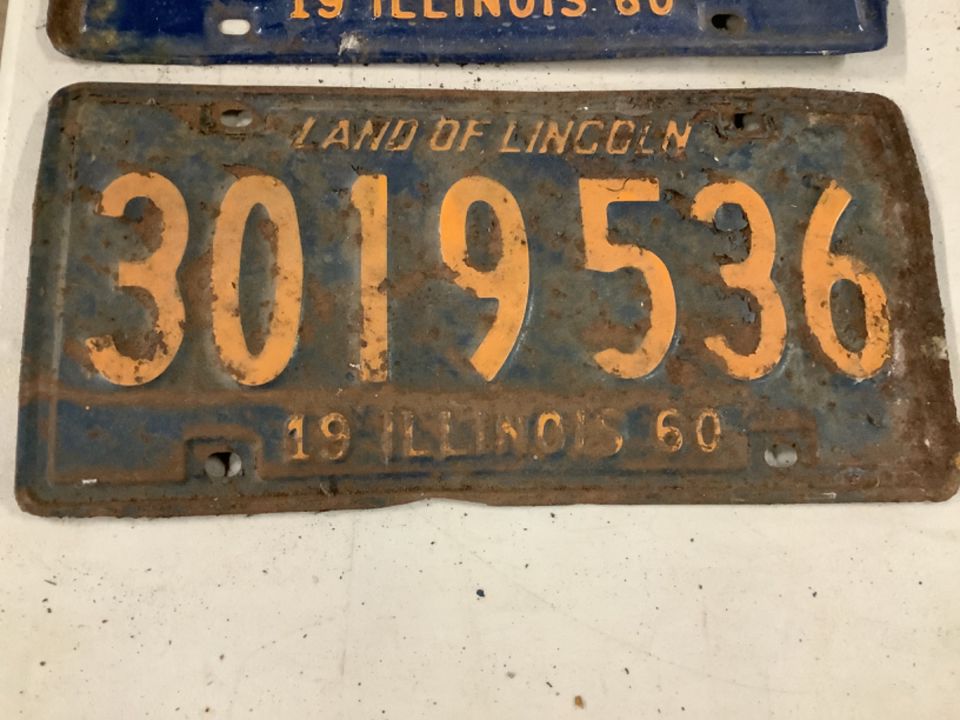 19 ILLINOIS 60
LAND OF LINCOLN
3019536
19 ILLINOIS 60